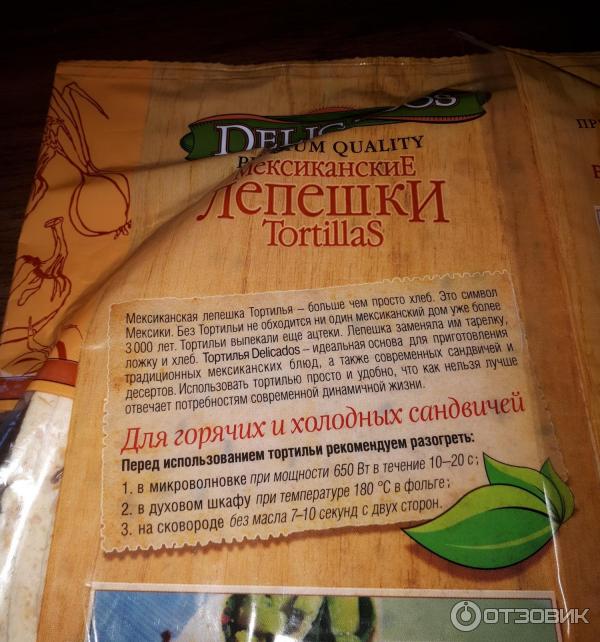 DELIC OS
UM QUALITY
Мексиканские
Лепешки
Tortillas
Мексиканская лепешка Тортилья – больше чем просто хлеб. Это символ
Мексики. Без Тортильи не обходится ни один мексиканский дом уже более
3 000 лет. Тортильи выпекали еще ацтеки. Лепешка заменяла им тарелку,
ложку и хлеб. Тортилья Delicados – идеальная основа для приготовления
традиционных мексиканских блюд, а также современных сандвичей и
десертов. Использовать тортилью просто и удобно, что как нельзя лучше
отвечает потребностям современной динамичной жизни.
Для горячих и холодных сандвичей
Перед использованием тортильи рекомендуем разогреть:
1. в микроволновке при мощности 650 Вт в течение 10–20 с;
2. в духовом шкафу при температуре 180 °С в фольге;
3. на сковороде без масла 7–10 секунд с двух сторон.
ОТЗОВИК